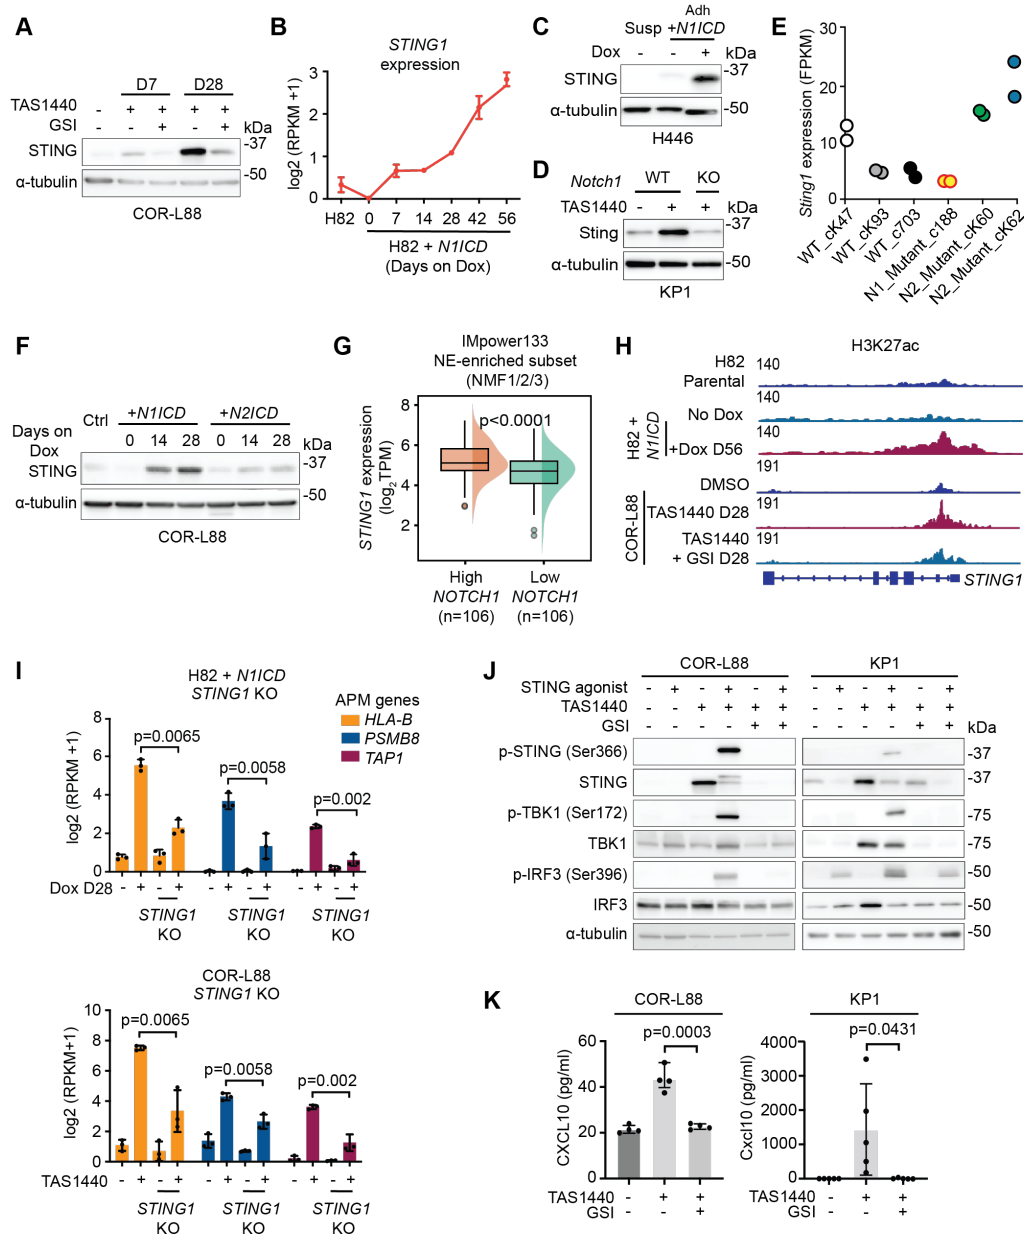 A
D7 D28
TAS1440 - + + + +
GSI - - + - +
kDa
STING
-37
α-tubulin
-50
COR-L88
B
STING1
expression
log2 (RPKM +1)
3
2
1
0
H82 0 7 14 28 42 56
H82 + N1ICD
(Days on Dox)
C
Adh
Susp +N1ICD
Dox - - + kDa
STING
-37
α-tubulin
-50
H446
D
Notch1 WT KO
TAS1440 - + + kDa
Sting
-37
α-tubulin
-50
KP1
E
Sting1 expression (FPKM)
30
20
10
0
WT_cK47
WT_cK93
WT_c703
N1_Mutant_c188
N2_Mutant_cK60
N2_Mutant_cK62
F
Ctrl +N1ICD +N2ICD
Days on
Dox
0 14 28 0 14 28
kDa
STING
-37
α-tubulin
-50
COR-L88
G
IMpower133
NE-enriched subset
(NMF1/2/3)
STING1 expression
(log2TPM)
8
6
4
2
p<0.0001
High
NOTCH1
(n=106)
Low
NOTCH1
(n=106)
H
H3K27ac
H82
Parental
140
H82 +
N1ICD
No Dox
140
+Dox D56
140
COR-L88
DMSO
191
TAS1440 D28
191
TAS1440
+ GSI D28
191
STING1
I
H82 + N1ICD
STING1 KO
APM genes
HLA-B
PSMB8
TAP1
log2 (RPKM +1)
8
6
4
2
0
p=0.0065
p=0.0058
p=0.002
Dox D28 - + - + - + - + - + - +
STING1
KO
STING1
KO
STING1
KO
COR-L88
STING1 KO
log2 (RPKM+1)
10
8
6
4
2
0
p=0.0065
p=0.0058
p=0.002
TAS1440 - + - + - + - + - + - +
STING1
KO
STING1
KO
STING1
KO
J
COR-L88 KP1
STING agonist - + - + - + - + - + - +
TAS1440 - - + + + + - - + + + +
GSI - - - - + + - - - - + +
kDa
p-STING (Ser366)
-37
STING
-37
p-TBK1 (Ser172)
-75
TBK1
-75
p-IRF3 (Ser396)
-50
IRF3
-50
α-tubulin
-50
K
COR-L88
CXCL10 (pg/ml)
60
40
20
0
p=0.0003
TAS1440 - + +
GSI - - +
KP1
Cxcl10 (pg/ml)
4000
3000
2000
1000
0
p=0.0431
TAS1440 - + +
GSI - - +